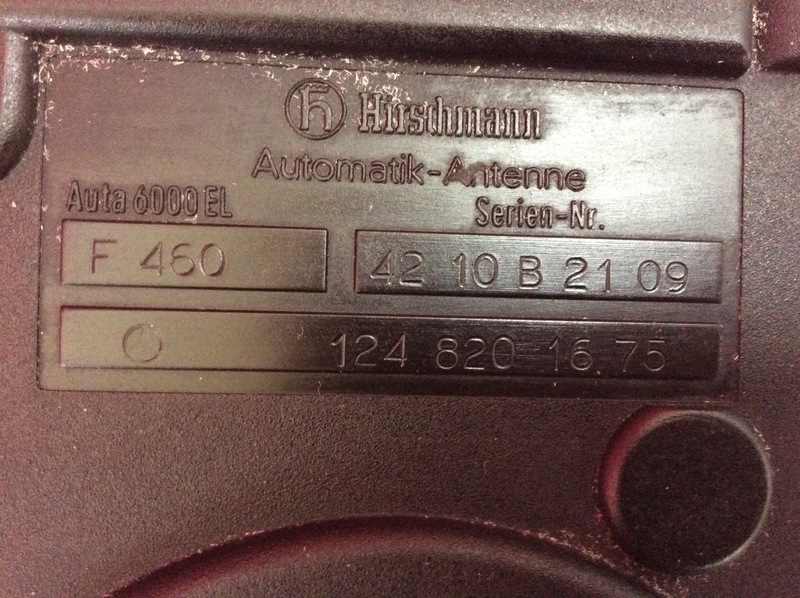 Hirschmann
Automatik-Antenne
Auta 6000 EL Serien-Nr.
F 460 42 10 B 21 09
124 820 16 75